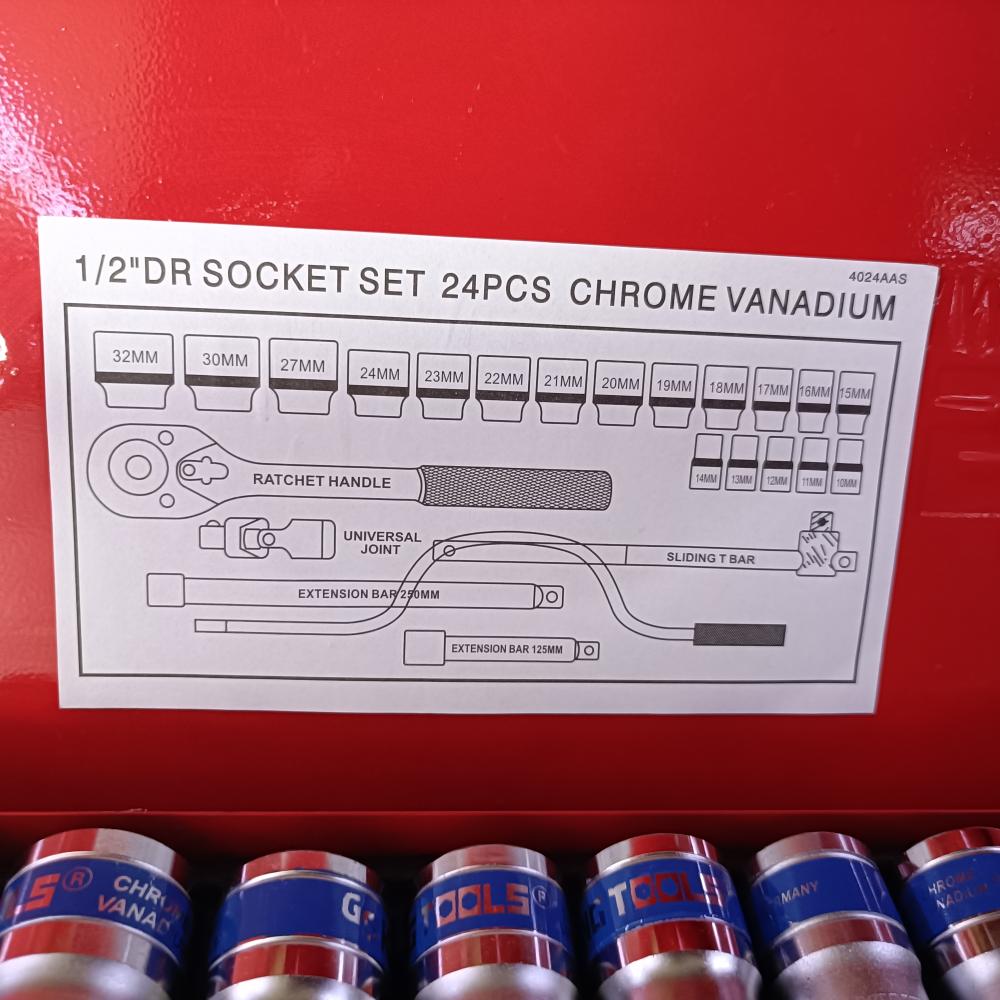 4024AAS
1/2"DR SOCKET SET 24PCS CHROME VANADIUM
32MM 30MM 27MM 24MM 23MM 22MM 21MM 20MM 19MM 18MM 17MM 16MM 15MM
14MM 13MM 12MM 11MM 10MM
RATCHET HANDLE
UNIVERSAL
JOINT
SLIDING T BAR
EXTENSION BAR 250MM
EXTENSION BAR 125MM
TOOLS®
TOOLS